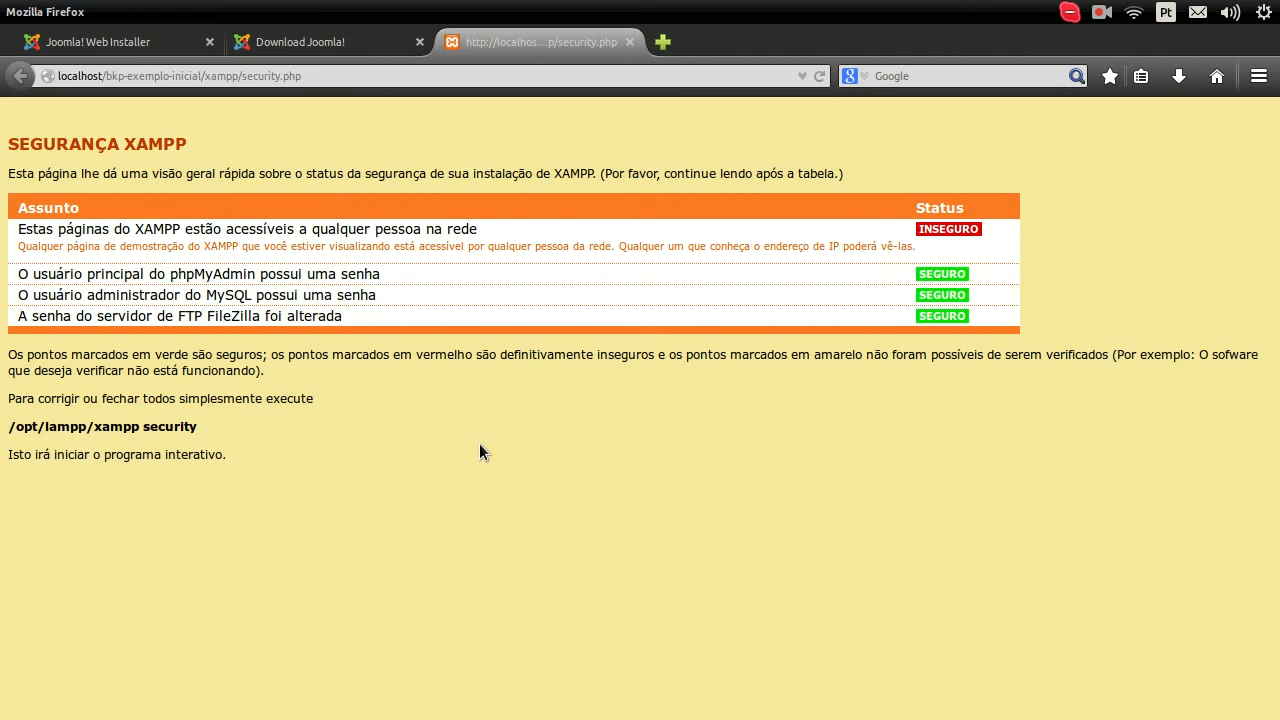 Mozilla Firefox
Pt
Joomla! Web Installer
Download Joomla!
http://localhos...p/security.php
localhost/bkp-exemplo-inicial/xampp/security.php
Google
SEGURANÇA XAMPP
Esta página lhe dá uma visão geral rápida sobre o status da segurança de sua instalação de XAMPP. (Por favor, continue lendo após a tabela.)
Assunto Status
Estas páginas do XAMPP estão acessíveis a qualquer pessoa na rede INSEGURO
Qualquer página de demostração do XAMPP que você estiver visualizando está acessível por qualquer pessoa da rede. Qualquer um que conheça o endereço de IP poderá vê-las.
O usuário principal do phpMyAdmin possui uma senha SEGURO
O usuário administrador do MySQL possui uma senha SEGURO
A senha do servidor de FTP FileZilla foi alterada SEGURO
Os pontos marcados em verde são seguros; os pontos marcados em vermelho são definitivamente inseguros e os pontos marcados em amarelo não foram possíveis de serem verificados (Por exemplo: O sofware
que deseja verificar não está funcionando).
Para corrigir ou fechar todos simplesmente execute
/opt/lampp/xampp security
Isto irá iniciar o programa interativo.